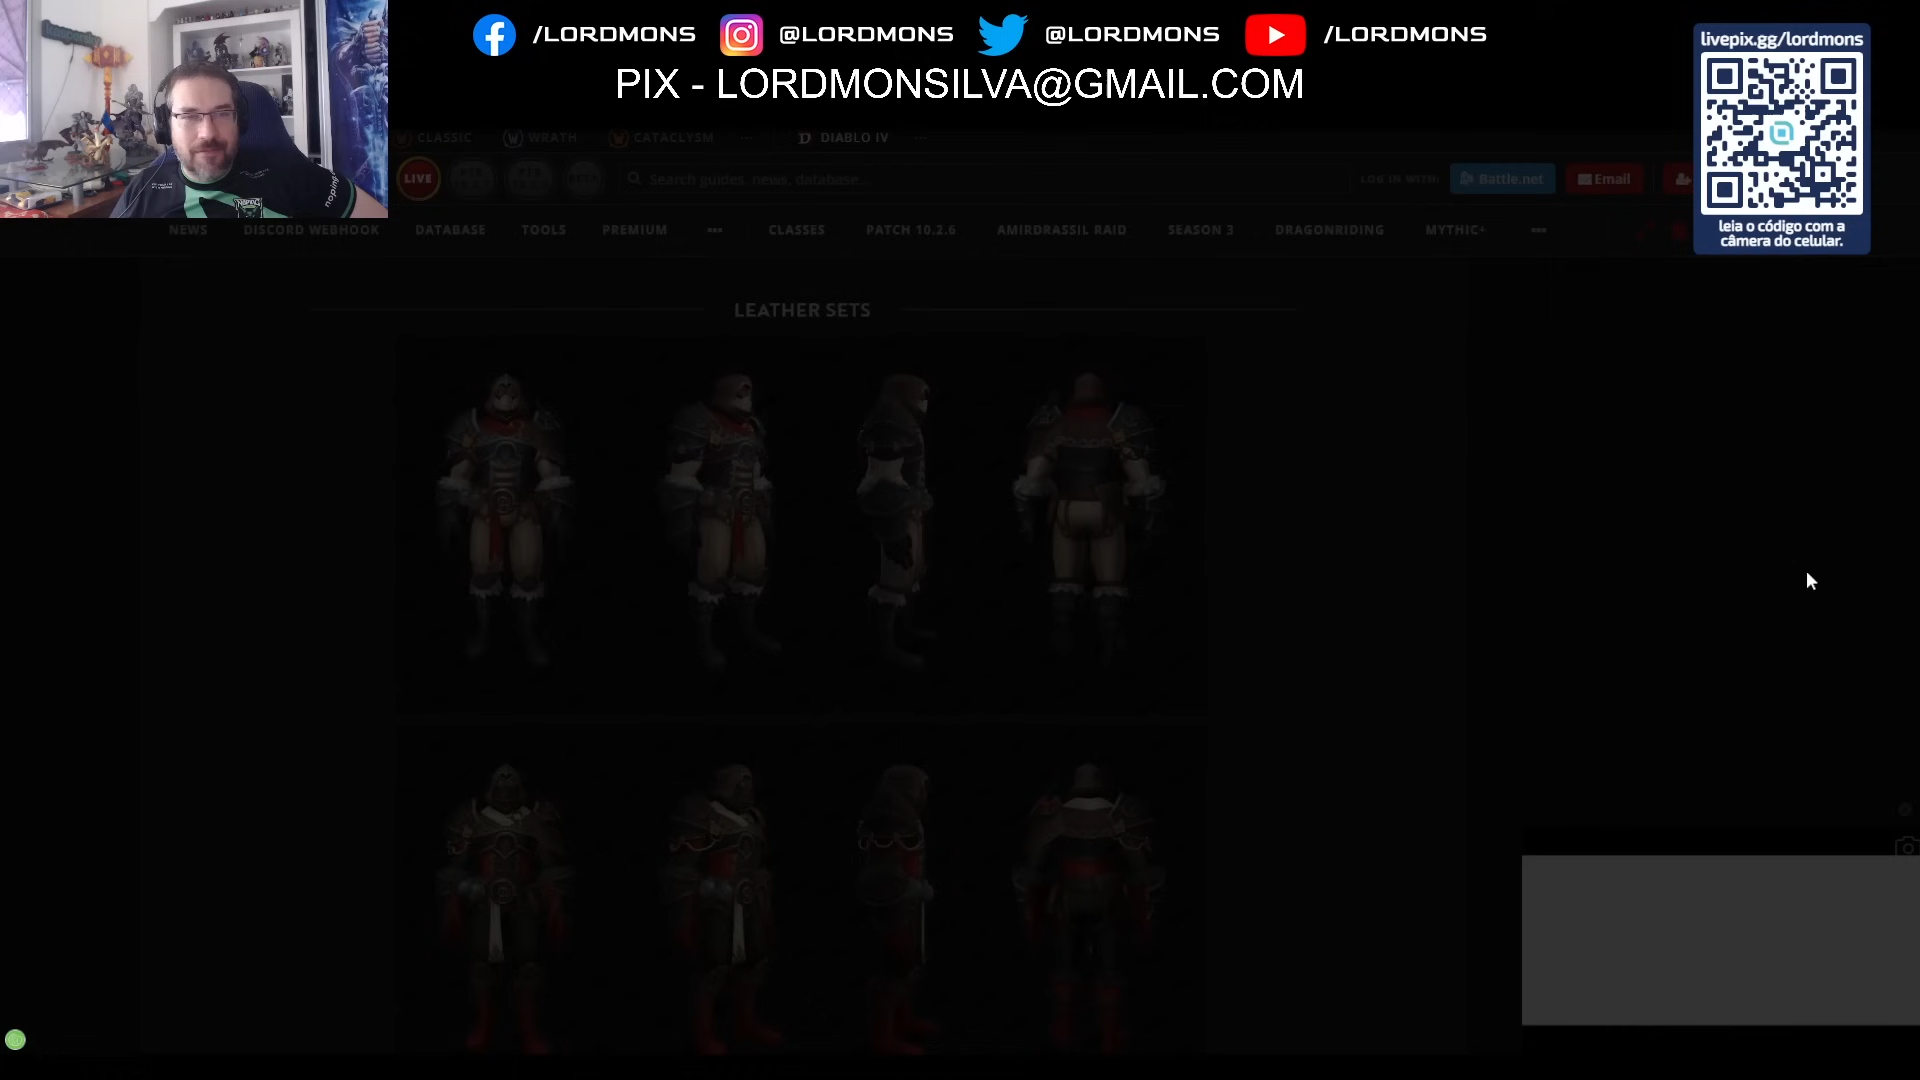 /LORDMONS
@LORDMONS
@LORDMONS
/LORDMONS
PIX - LORDMONSILVA@GMAIL.COM
livepix.gg/lordmons
leia o código com a
câmera do celular.
noping
CLASSIC
WRATH
CATACLYSM
DIABLO IV
LIVE
Search guides, news, database...
LOG IN WITH:
Battle.net
Email
NEWS
DISCORD WEBHOOK
DATABASE
TOOLS
PREMIUM
CLASSES
PATCH 10.2.6
AMIRDRASSIL RAID
SEASON 3
DRAGONRIDING
MYTHIC+
LEATHER SETS